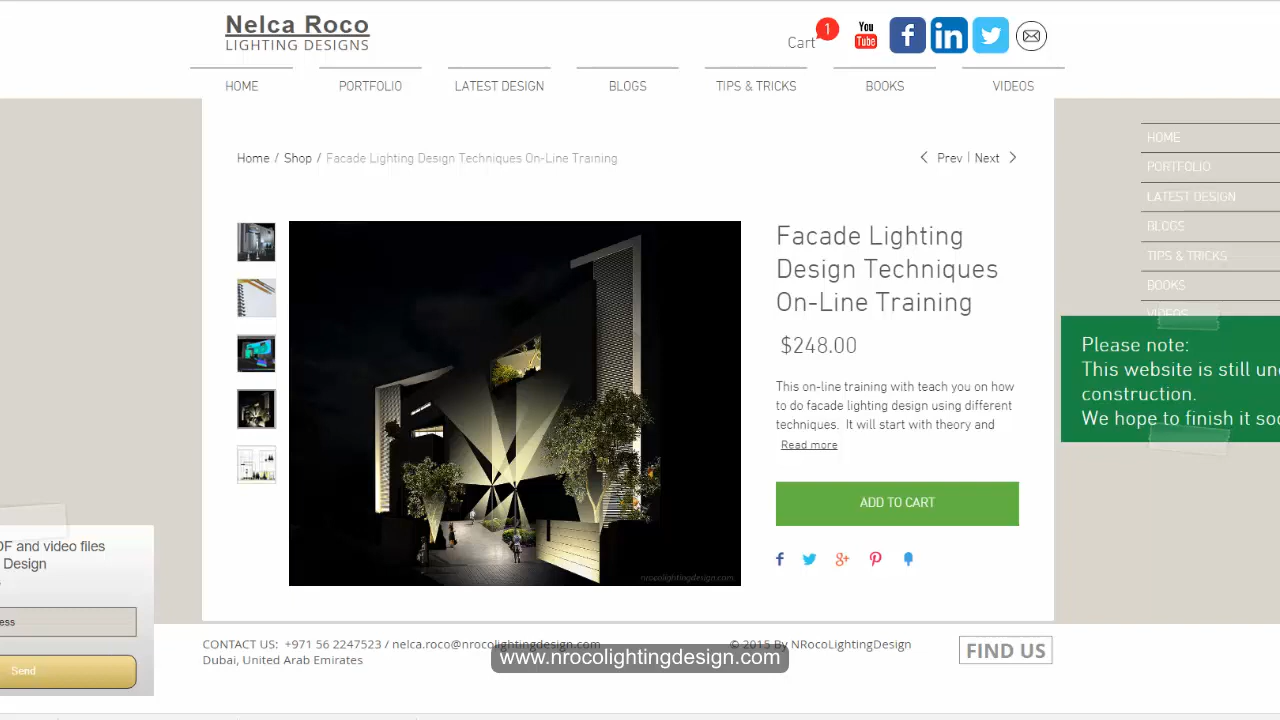 Nelca Roco
LIGHTING DESIGNS
Cart 1
You
Tube
HOME PORTFOLIO LATEST DESIGN BLOGS TIPS & TRICKS BOOKS VIDEOS
Home / Shop / Facade Lighting Design Techniques On-Line Training
Prev | Next
Facade Lighting
Design Techniques
On-Line Training
$248.00
This on-line training with teach you on how
to do facade lighting design using different
techniques. It will start with theory and
Read more
ADD TO CART
nrocolightingdesign.com
HOME
PORTFOLIO
LATEST DESIGN
BLOGS
TIPS & TRICKS
BOOKS
VIDEOS
Please note:
This website is still un
construction.
We hope to finish it so
DF and video files
Design
ess
Send
CONTACT US: +971 56 2247523 / nelca.roco@nrocolightingdesign.com
Dubai, United Arab Emirates
© 2015 By NRocoLightingDesign
FIND US
www.nrocolightingdesign.com